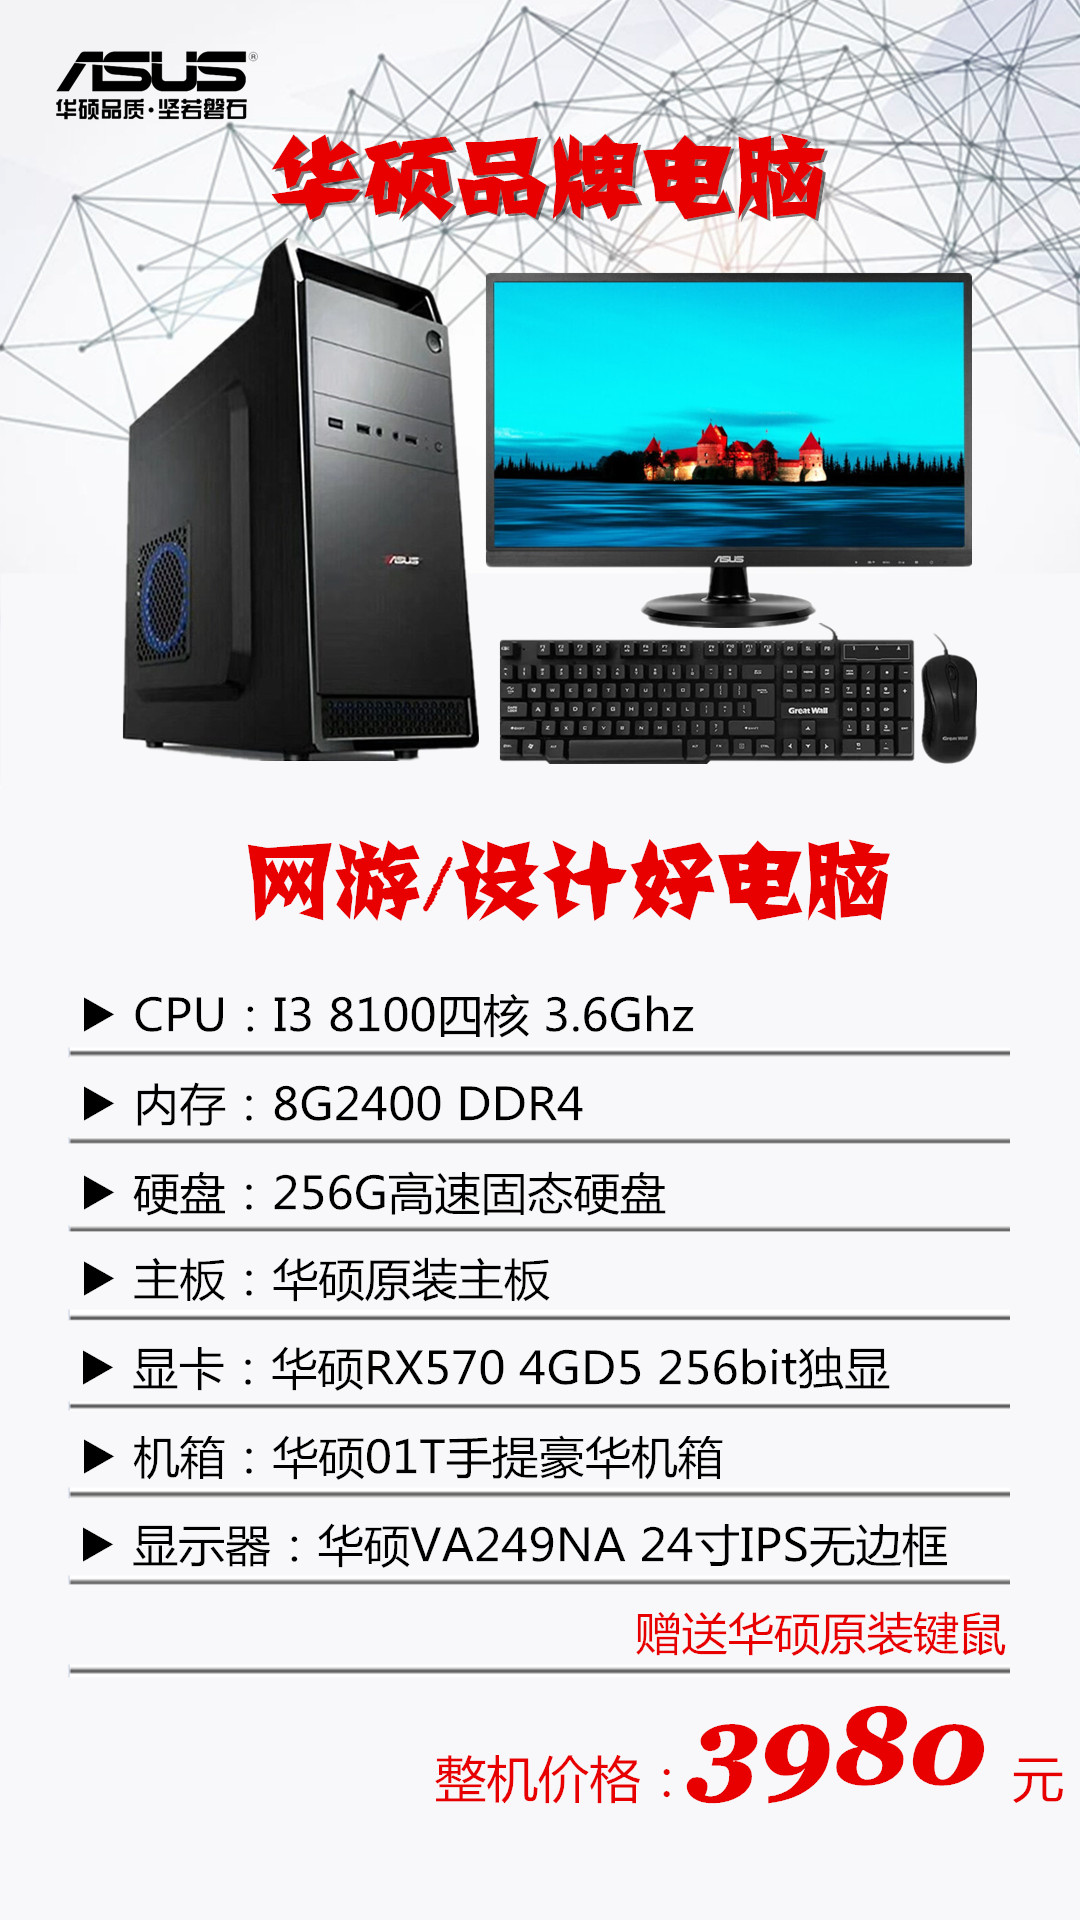 ASUS®
华硕品质·坚若磐石
华硕品牌电脑
ASUS
ASUS
Great Wall
Great Wall
网游/设计好电脑
▶ CPU：I3 8100四核 3.6Ghz
▶ 内存：8G2400 DDR4
▶ 硬盘：256G高速固态硬盘
▶ 主板：华硕原装主板
▶ 显卡：华硕RX570 4GD5 256bit独显
▶ 机箱：华硕01T手提豪华机箱
▶ 显示器：华硕VA249NA 24寸IPS无边框
赠送华硕原装键鼠
整机价格：3980 元